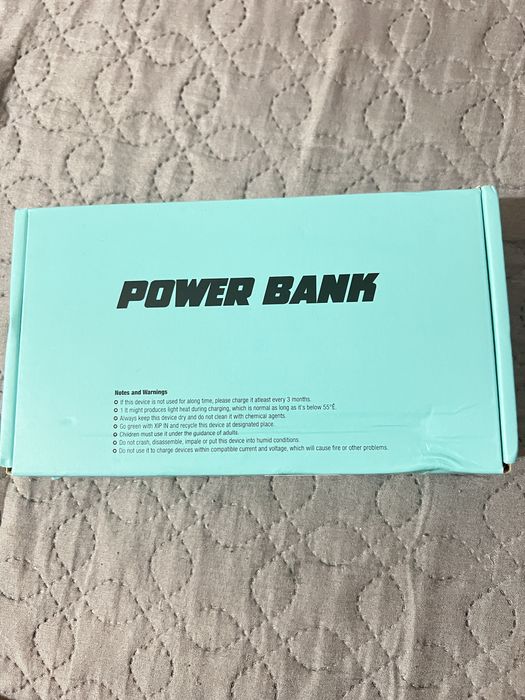 POWER BANK
Notes and Warnings
If this device is not used for along time, please charge it atleast every 3 months.
1 It might produces light heat during charging, which is normal as long as it's below 55°È.
Always keep this device dry and do not clean it with chemical agents.
Go green with XIP IN and recycle this device at designated place.
Children must use it under the guidance of adults.
Do not crash, disassemble, impale or put this device into humid conditions.
Do not use it to charge devices within compatible current and voltage, which will cause fire or other problems.